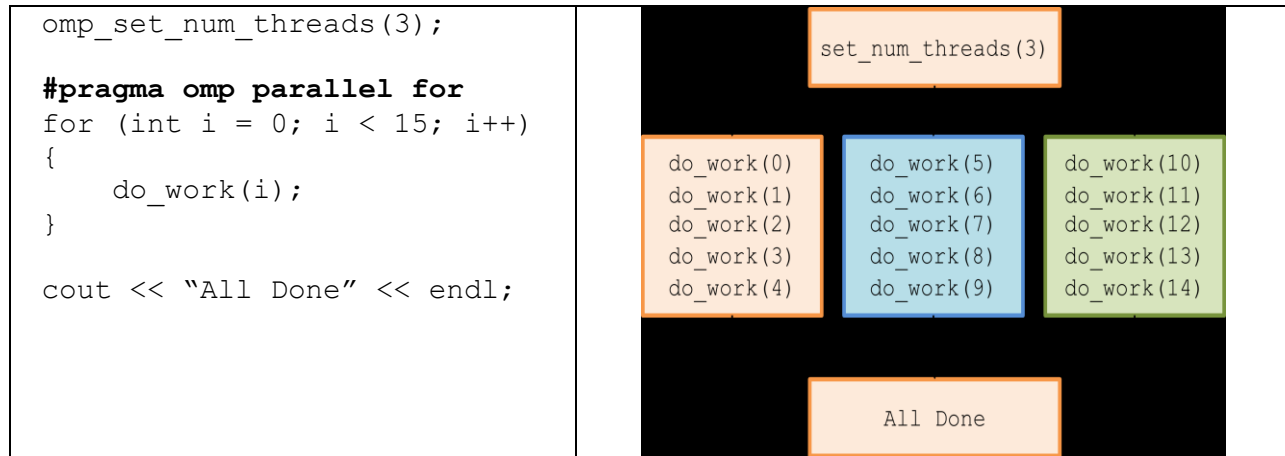 omp_set_num_threads(3);
#pragma omp parallel for
for (int i = 0; i < 15; i++)
{
do_work(i);
}
cout << “All Done” << endl;
set_num_threads(3)
do_work(0)
do_work(1)
do_work(2)
do_work(3)
do_work(4)
do_work(5)
do_work(6)
do_work(7)
do_work(8)
do_work(9)
do_work(10)
do_work(11)
do_work(12)
do_work(13)
do_work(14)
All Done